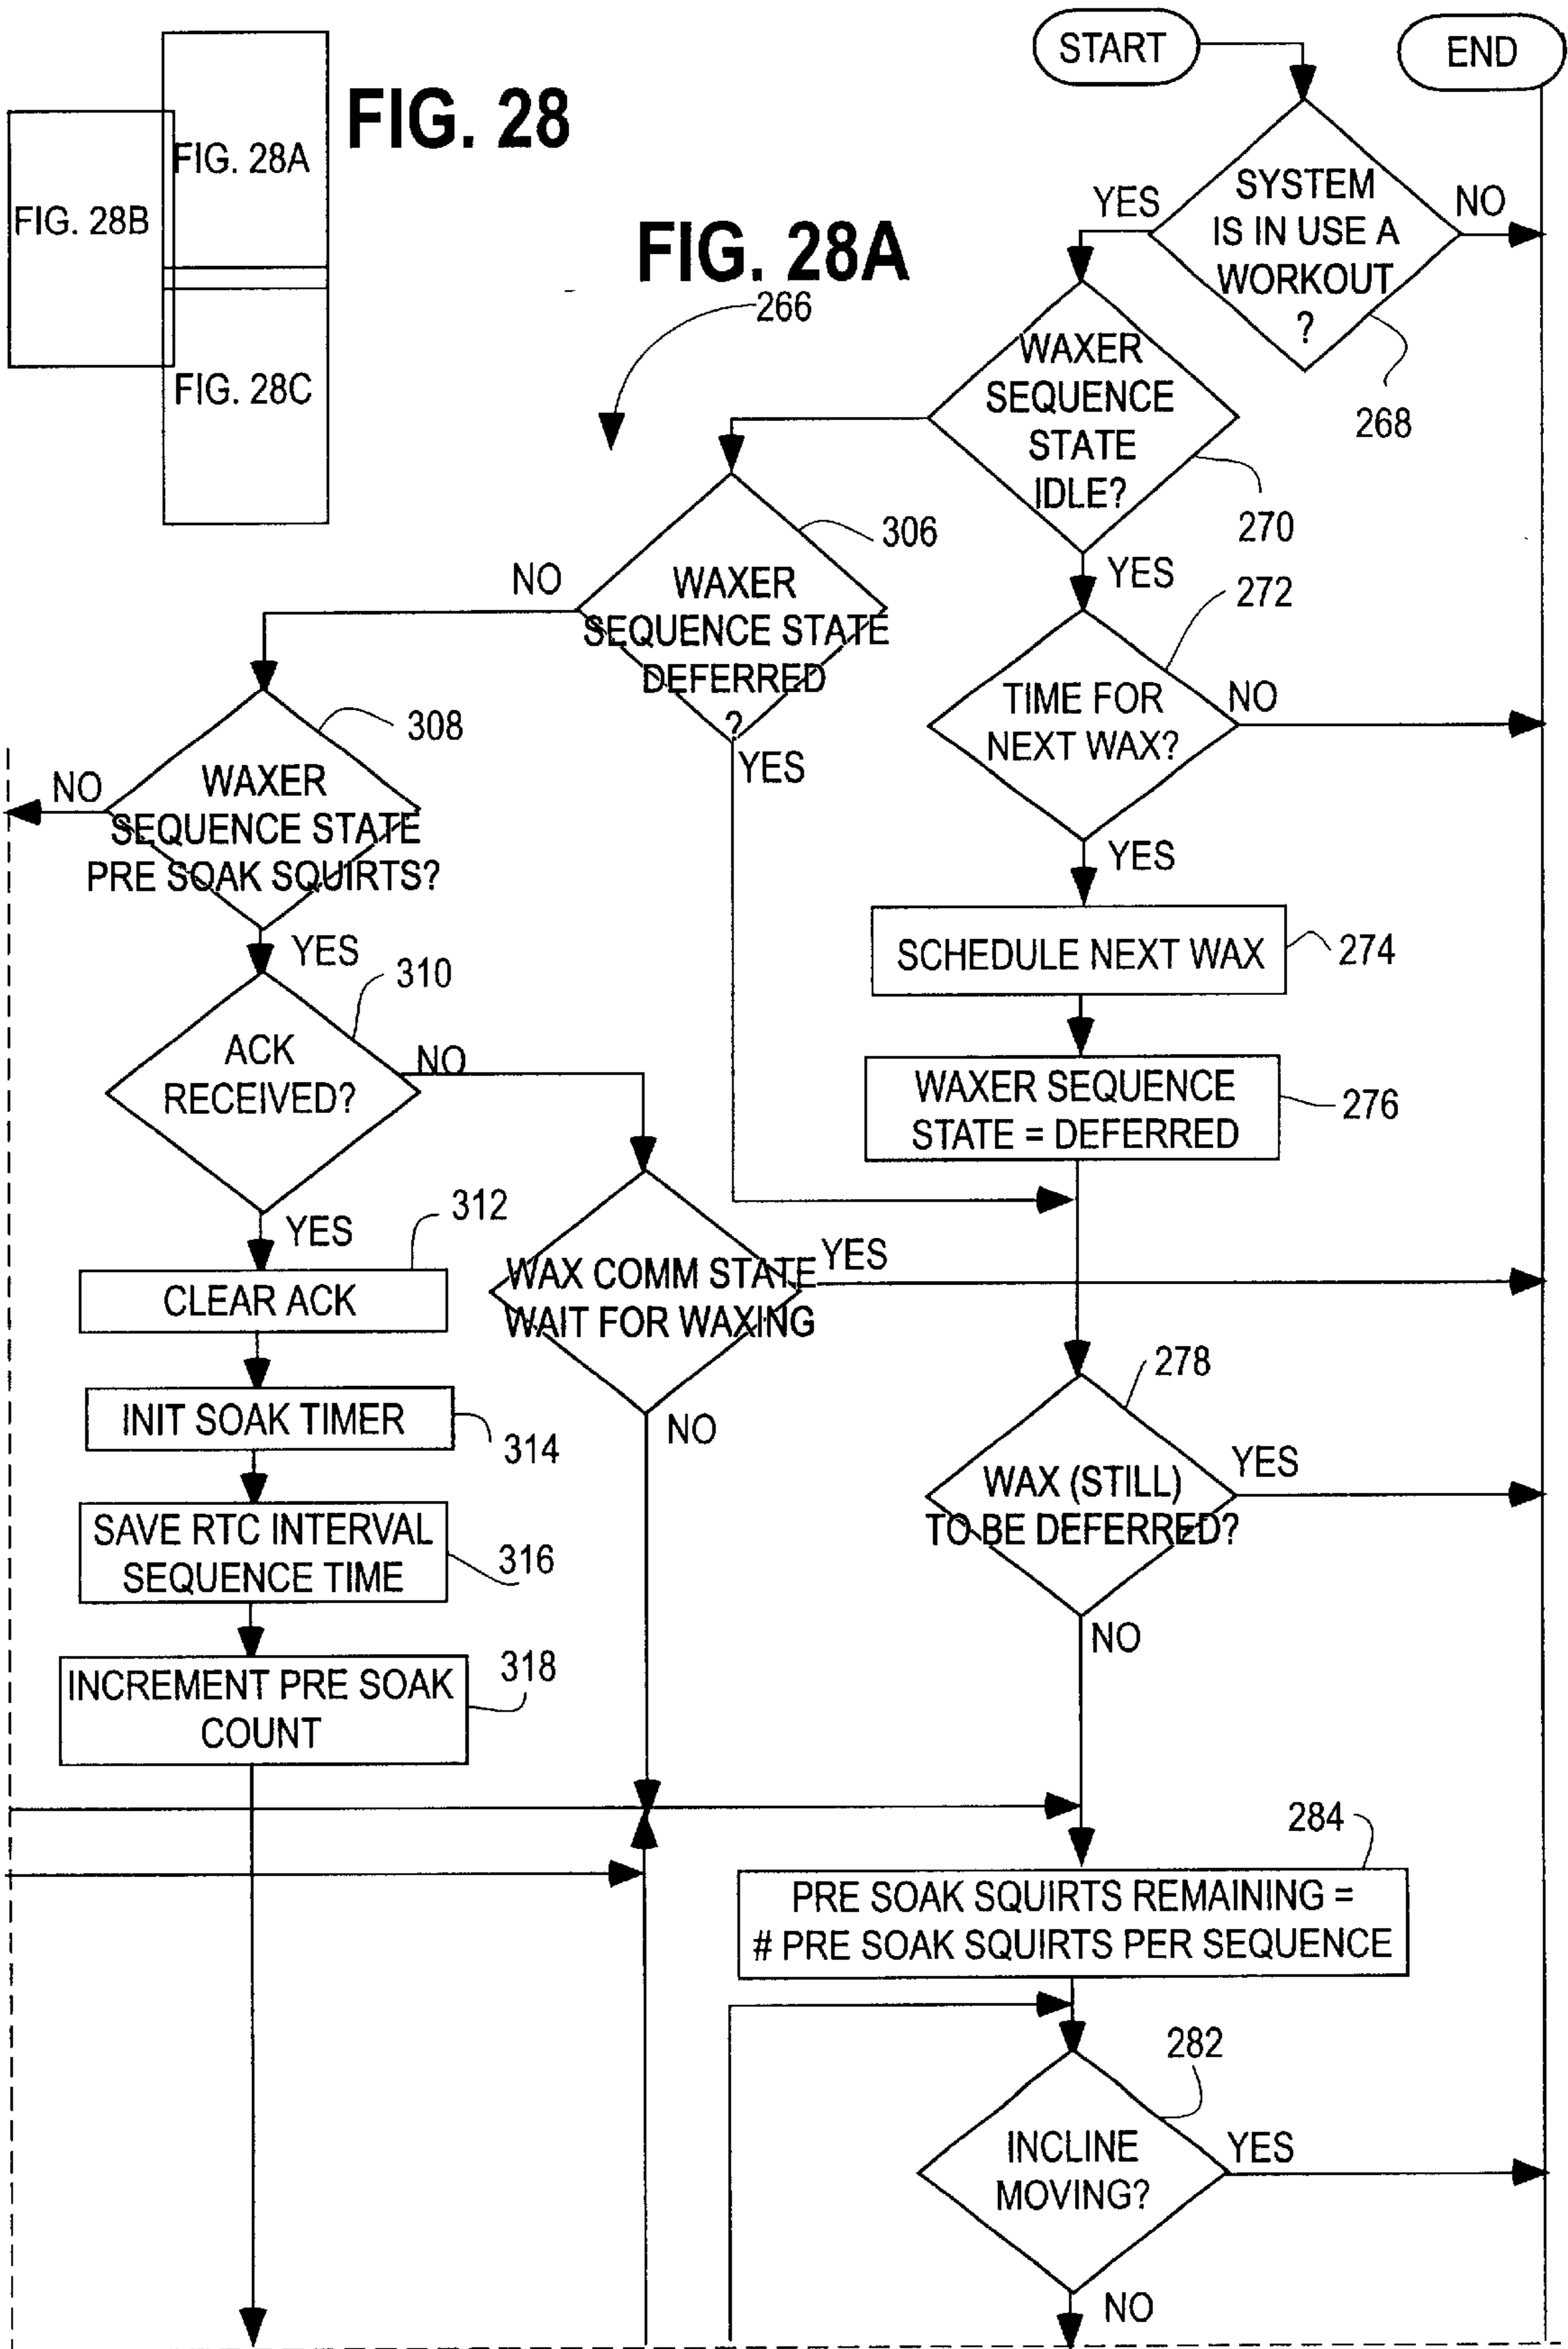 START
END
FIG. 28
FIG. 28A
FIG. 28B
FIG. 28C
FIG. 28A
266
SYSTEM
IS IN USE A
WORKOUT
?
YES
NO
268
WAXER
SEQUENCE
STATE
IDLE?
270
YES
306
WAXER
SEQUENCE STATE
DEFERRED
?
NO
YES
272
TIME FOR
NEXT WAX?
NO
YES
308
WAXER
SEQUENCE STATE
PRE SOAK SQUIRTS?
NO
YES
SCHEDULE NEXT WAX
274
310
ACK
RECEIVED?
NO
YES
WAXER SEQUENCE
STATE = DEFERRED
276
312
CLEAR ACK
WAX COMM STATE
WAIT FOR WAXING
YES
NO
278
INIT SOAK TIMER
314
WAX (STILL)
TO BE DEFERRED?
YES
NO
SAVE RTC INTERVAL
SEQUENCE TIME
316
INCREMENT PRE SOAK
COUNT
318
284
PRE SOAK SQUIRTS REMAINING =
# PRE SOAK SQUIRTS PER SEQUENCE
282
INCLINE
MOVING?
YES
NO